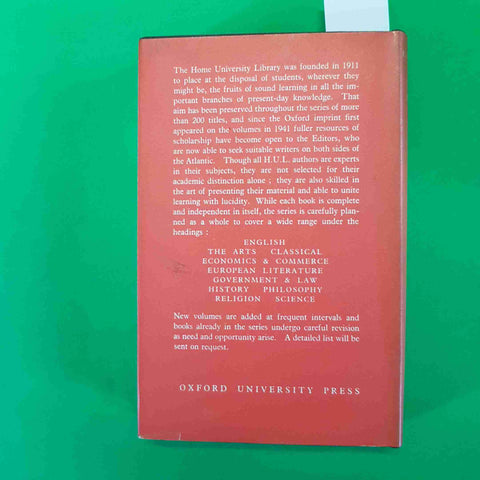 The Home University Library was founded in 1911
to place at the disposal of students, wherever they
might be, the fruits of sound learning in all the im-
portant branches of present-day knowledge. That
aim has been preserved throughout the series of more
than 200 titles, and since the Oxford imprint first
appeared on the volumes in 1941 fuller resources of
scholarship have become open to the Editors, who
are now able to seek suitable writers on both sides of
the Atlantic. Though all H.U.L. authors are experts
in their subjects, they are not selected for their
academic distinction alone; they are also skilled in
the art of presenting their material and able to unite
learning with lucidity. While each book is complete
and independent in itself, the series is carefully plan-
ned as a whole to cover a wide range under the
headings:
ENGLISH
THE ARTS CLASSICAL
ECONOMICS & COMMERCE
EUROPEAN LITERATURE
GOVERNMENT & LAW
HISTORY PHILOSOPHY
RELIGION SCIENCE
New volumes are added at frequent intervals and
books already in the series undergo careful revision
as need and opportunity arise. A detailed list will be
sent on request.
OXFORD UNIVERSITY PRESS